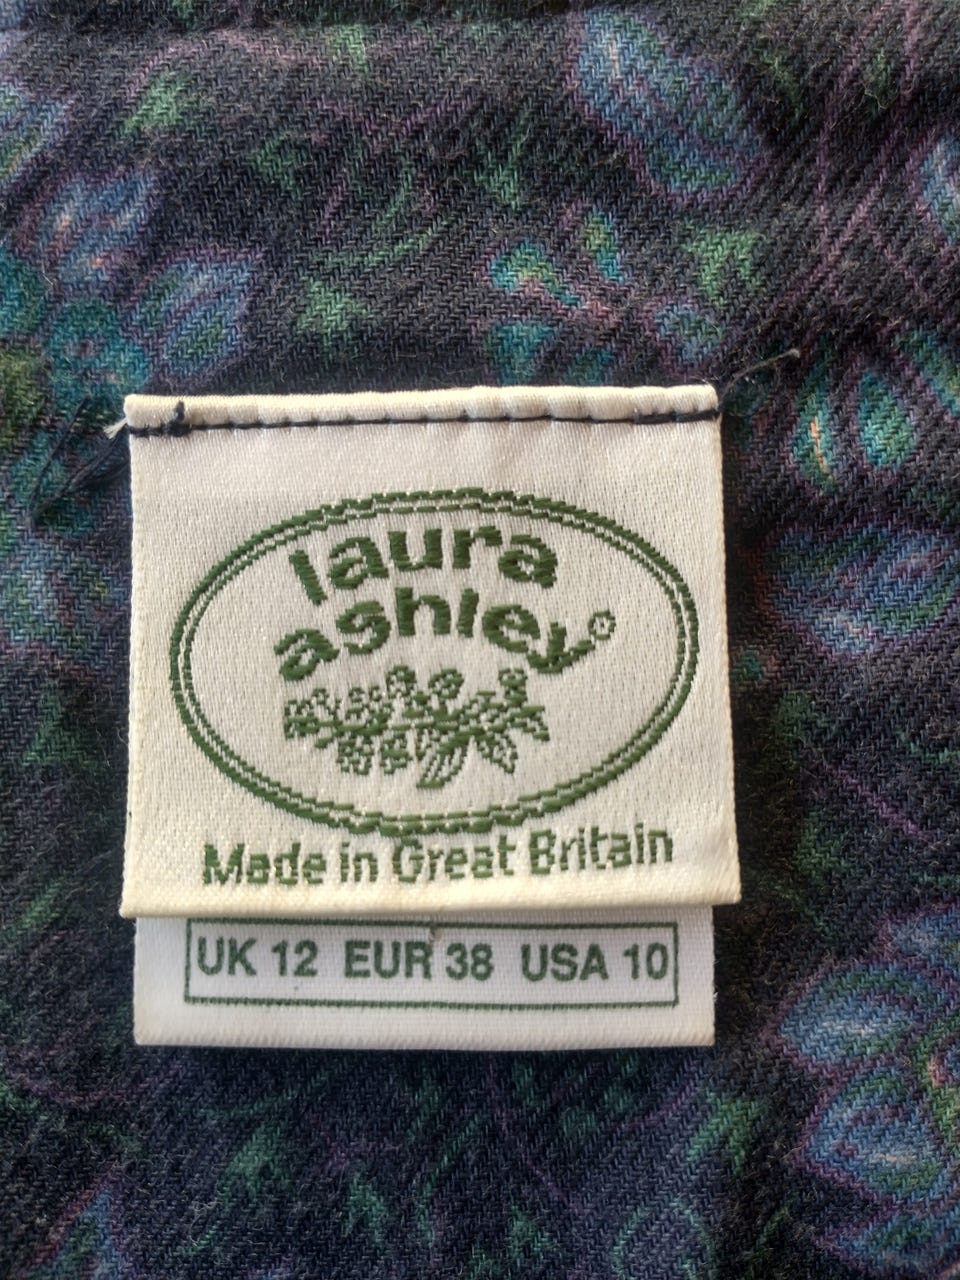 laura
ashley®
Made in Great Britain
UK 12 EUR 38 USA 10